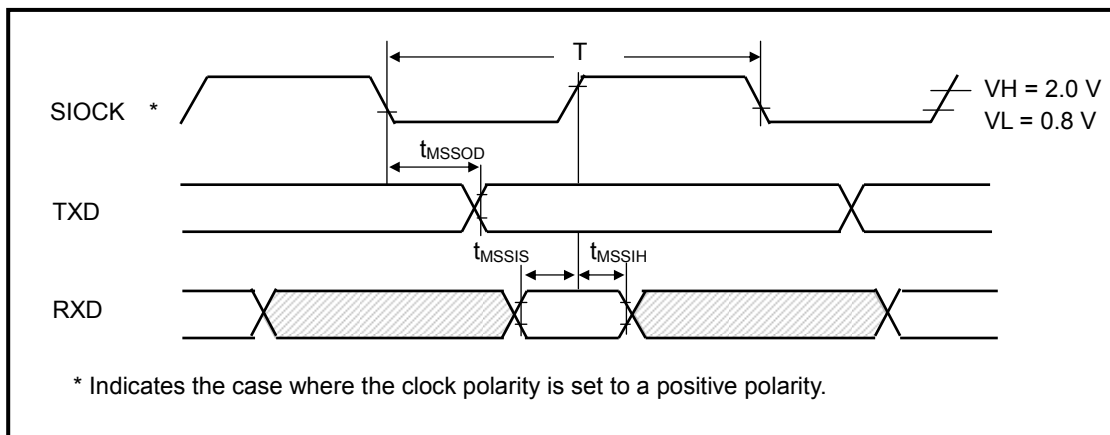 T
SIOCK *
VH = 2.0 V
VL = 0.8 V
tMSSOD
TXD
tMSSIS
tMSSIH
RXD
* Indicates the case where the clock polarity is set to a positive polarity.